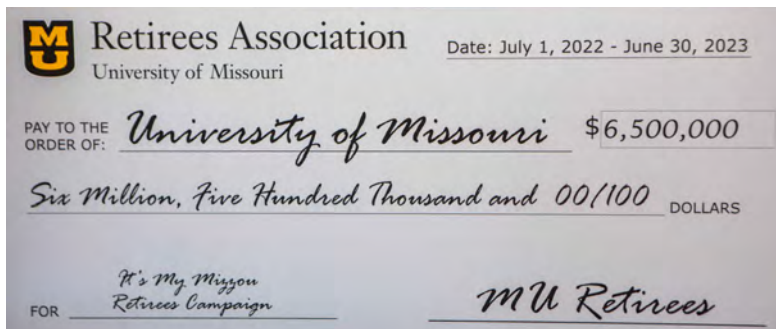 MU
Retirees Association
University of Missouri
Date: July 1, 2022 - June 30, 2023
PAY TO THE
ORDER OF:
University of Missouri
$6,500,000
Six Million, Five Hundred Thousand and 00/100 DOLLARS
It's My Mizzou
Retirees Campaign
FOR
MU Retirees